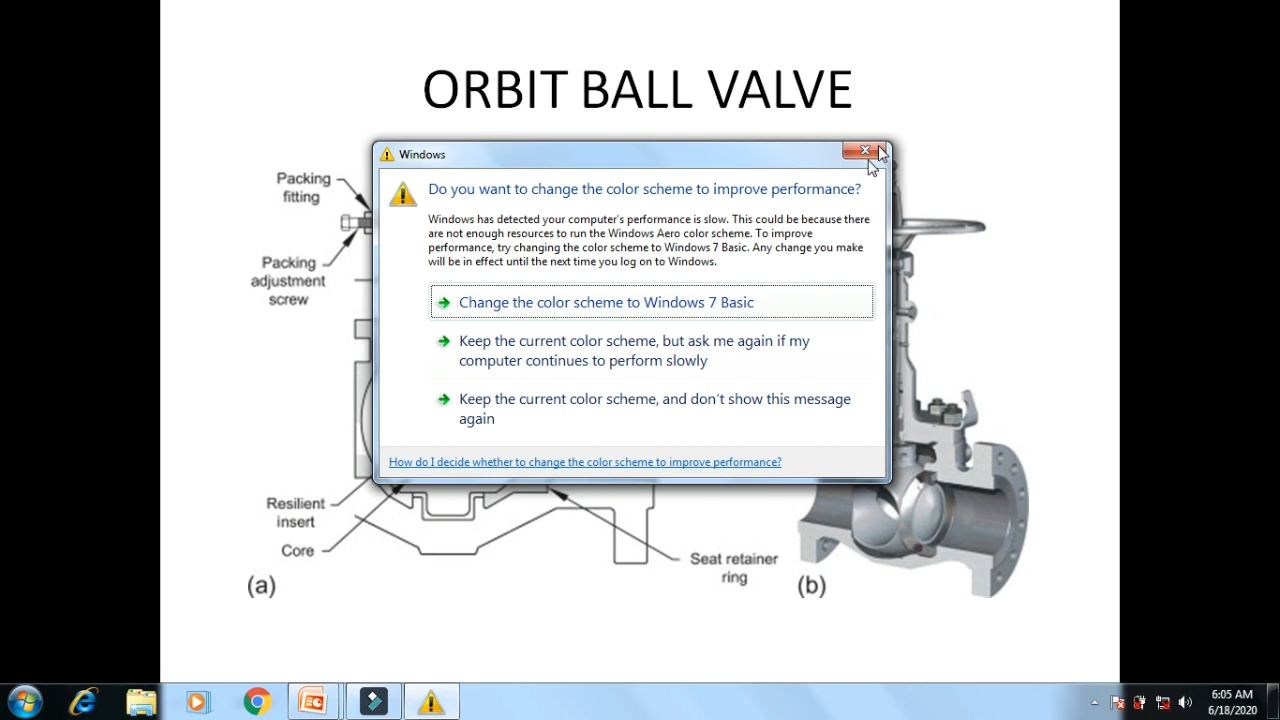 ORBIT BALL VALVE
Windows
Packing
fitting
Packing
adjustment
screw
Do you want to change the color scheme to improve performance?
Windows has detected your computer's performance is slow. This could be because there
are not enough resources to run the Windows Aero color scheme. To improve
performance, try changing the color scheme to Windows 7 Basic. Any change you make
will be in effect until the next time you log on to Windows.
Change the color scheme to Windows 7 Basic
Keep the current color scheme, but ask me again if my
computer continues to perform slowly
Keep the current color scheme, and don't show this message
again
How do I decide whether to change the color scheme to improve performance?
Resilient
insert
Core
Seat retainer
ring
(a)
(b)
6:05 AM
6/18/2020